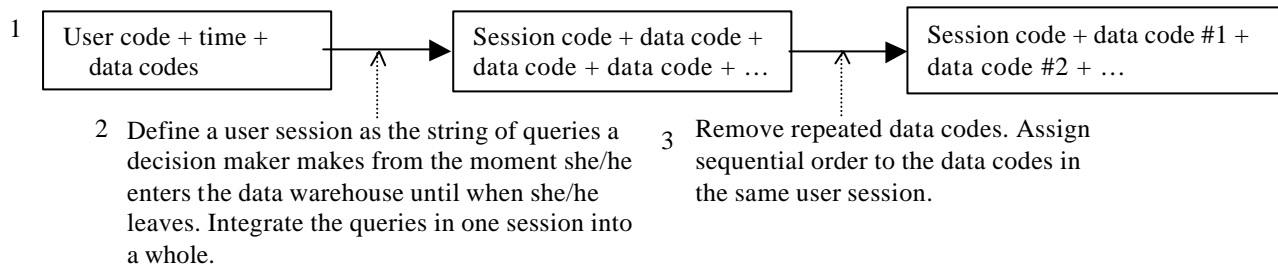 1
User code + time +
data codes
Session code + data code +
data code + data code + …
Session code + data code #1 +
data code #2 + …
2 Define a user session as the string of queries a
decision maker makes from the moment she/he
enters the data warehouse until when she/he
leaves. Integrate the queries in one session into
a whole.
3 Remove repeated data codes. Assign
sequential order to the data codes in
the same user session.